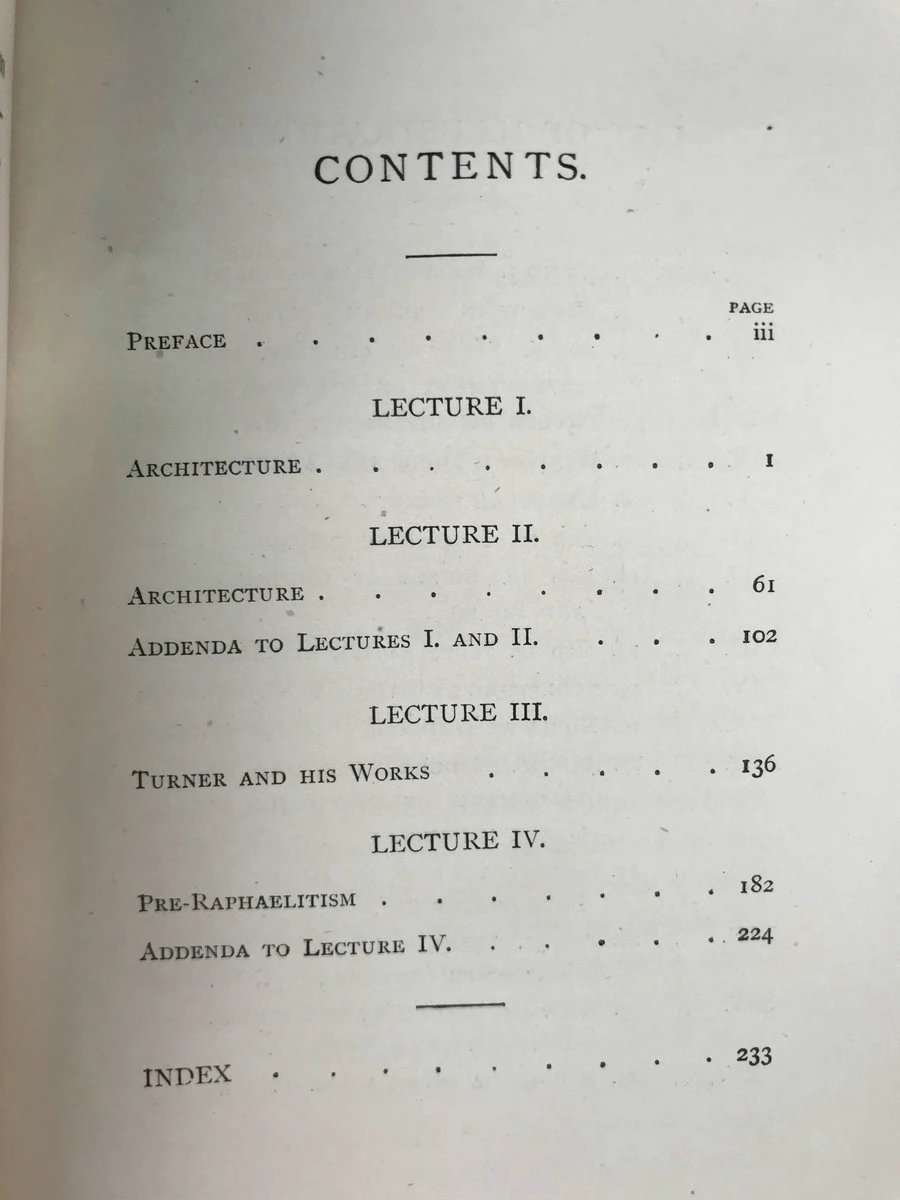 CONTENTS.
PAGE
PREFACE . . . . . . . . . iii
LECTURE I.
ARCHITECTURE . . . . . . . . 1
LECTURE II.
ARCHITECTURE . . . . . . . . 61
ADDENDA TO LECTURES I. AND II. . . . 102
LECTURE III.
TURNER AND HIS WORKS . . . . . 136
LECTURE IV.
PRE-RAPHAELITISM . . . . . . . 182
ADDENDA TO LECTURE IV. . . . . . 224
INDEX . . . . . . . . . 233